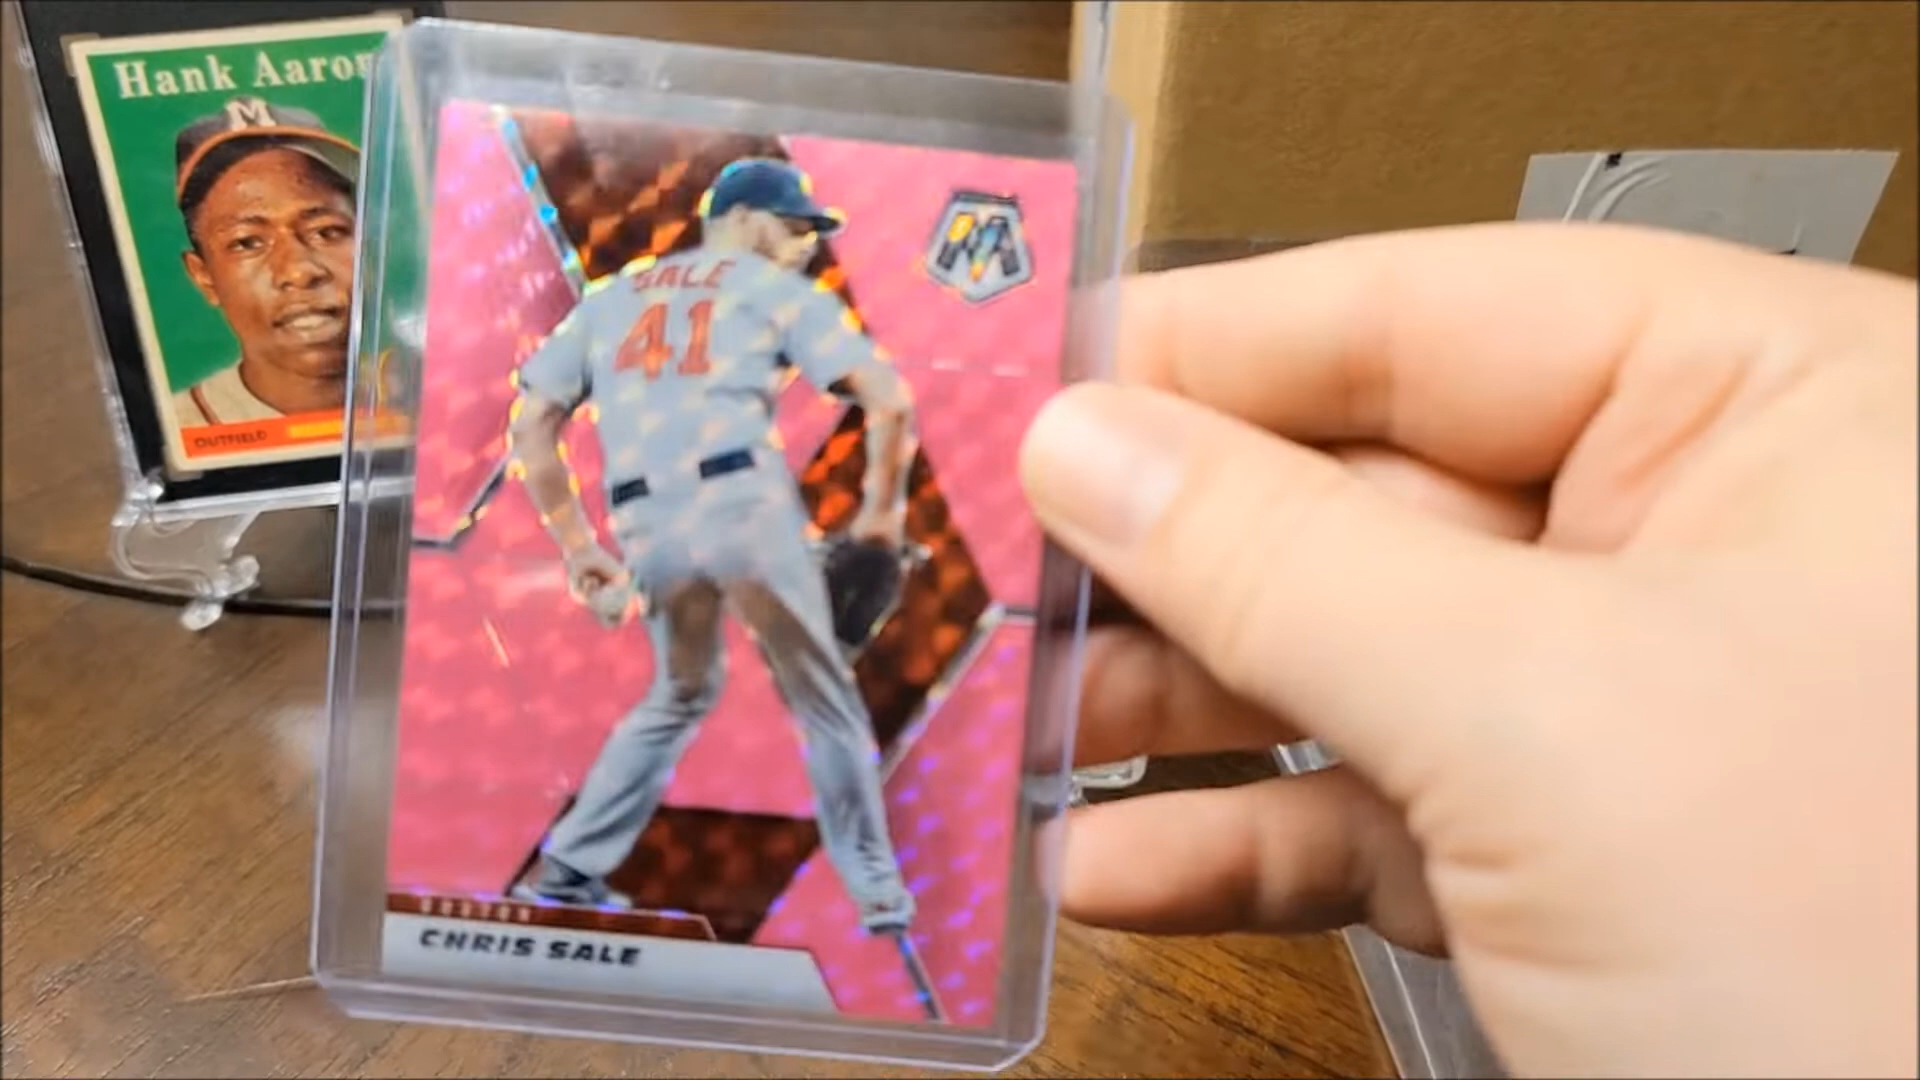 Hank Aaron
M
OUTFIELD
M
SALE
41
BOSTON
CHRIS SALE